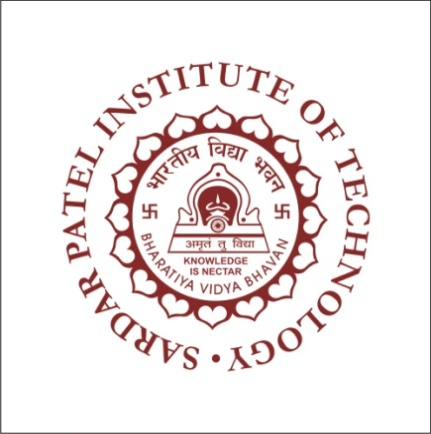 SARDAR PATEL INSTITUTE OF TECHNOLOGY •
भारतीय विद्या भवन
अमृतं तु विद्या
KNOWLEDGE
IS NECTAR
BHARATIYA VIDYA BHAVAN